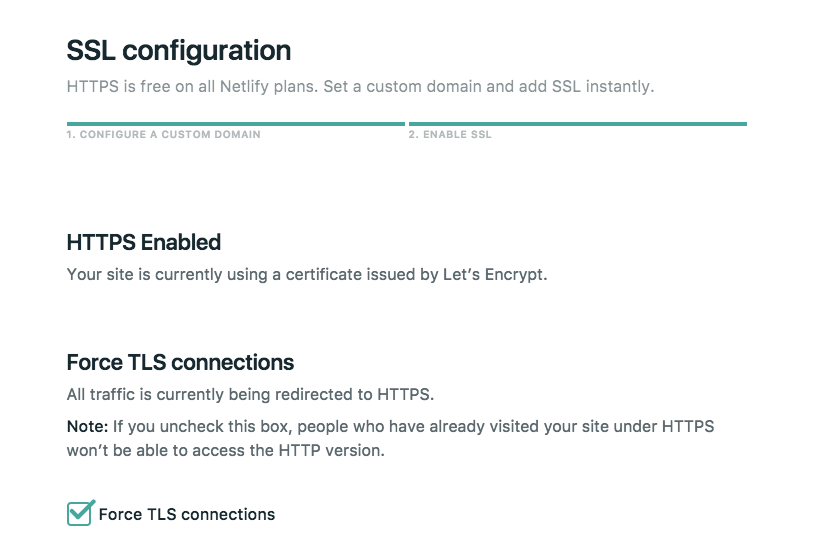 SSL configuration
HTTPS is free on all Netlify plans. Set a custom domain and add SSL instantly.
1. CONFIGURE A CUSTOM DOMAIN
2. ENABLE SSL
HTTPS Enabled
Your site is currently using a certificate issued by Let’s Encrypt.
Force TLS connections
All traffic is currently being redirected to HTTPS.
Note: If you uncheck this box, people who have already visited your site under HTTPS
won’t be able to access the HTTP version.
Force TLS connections